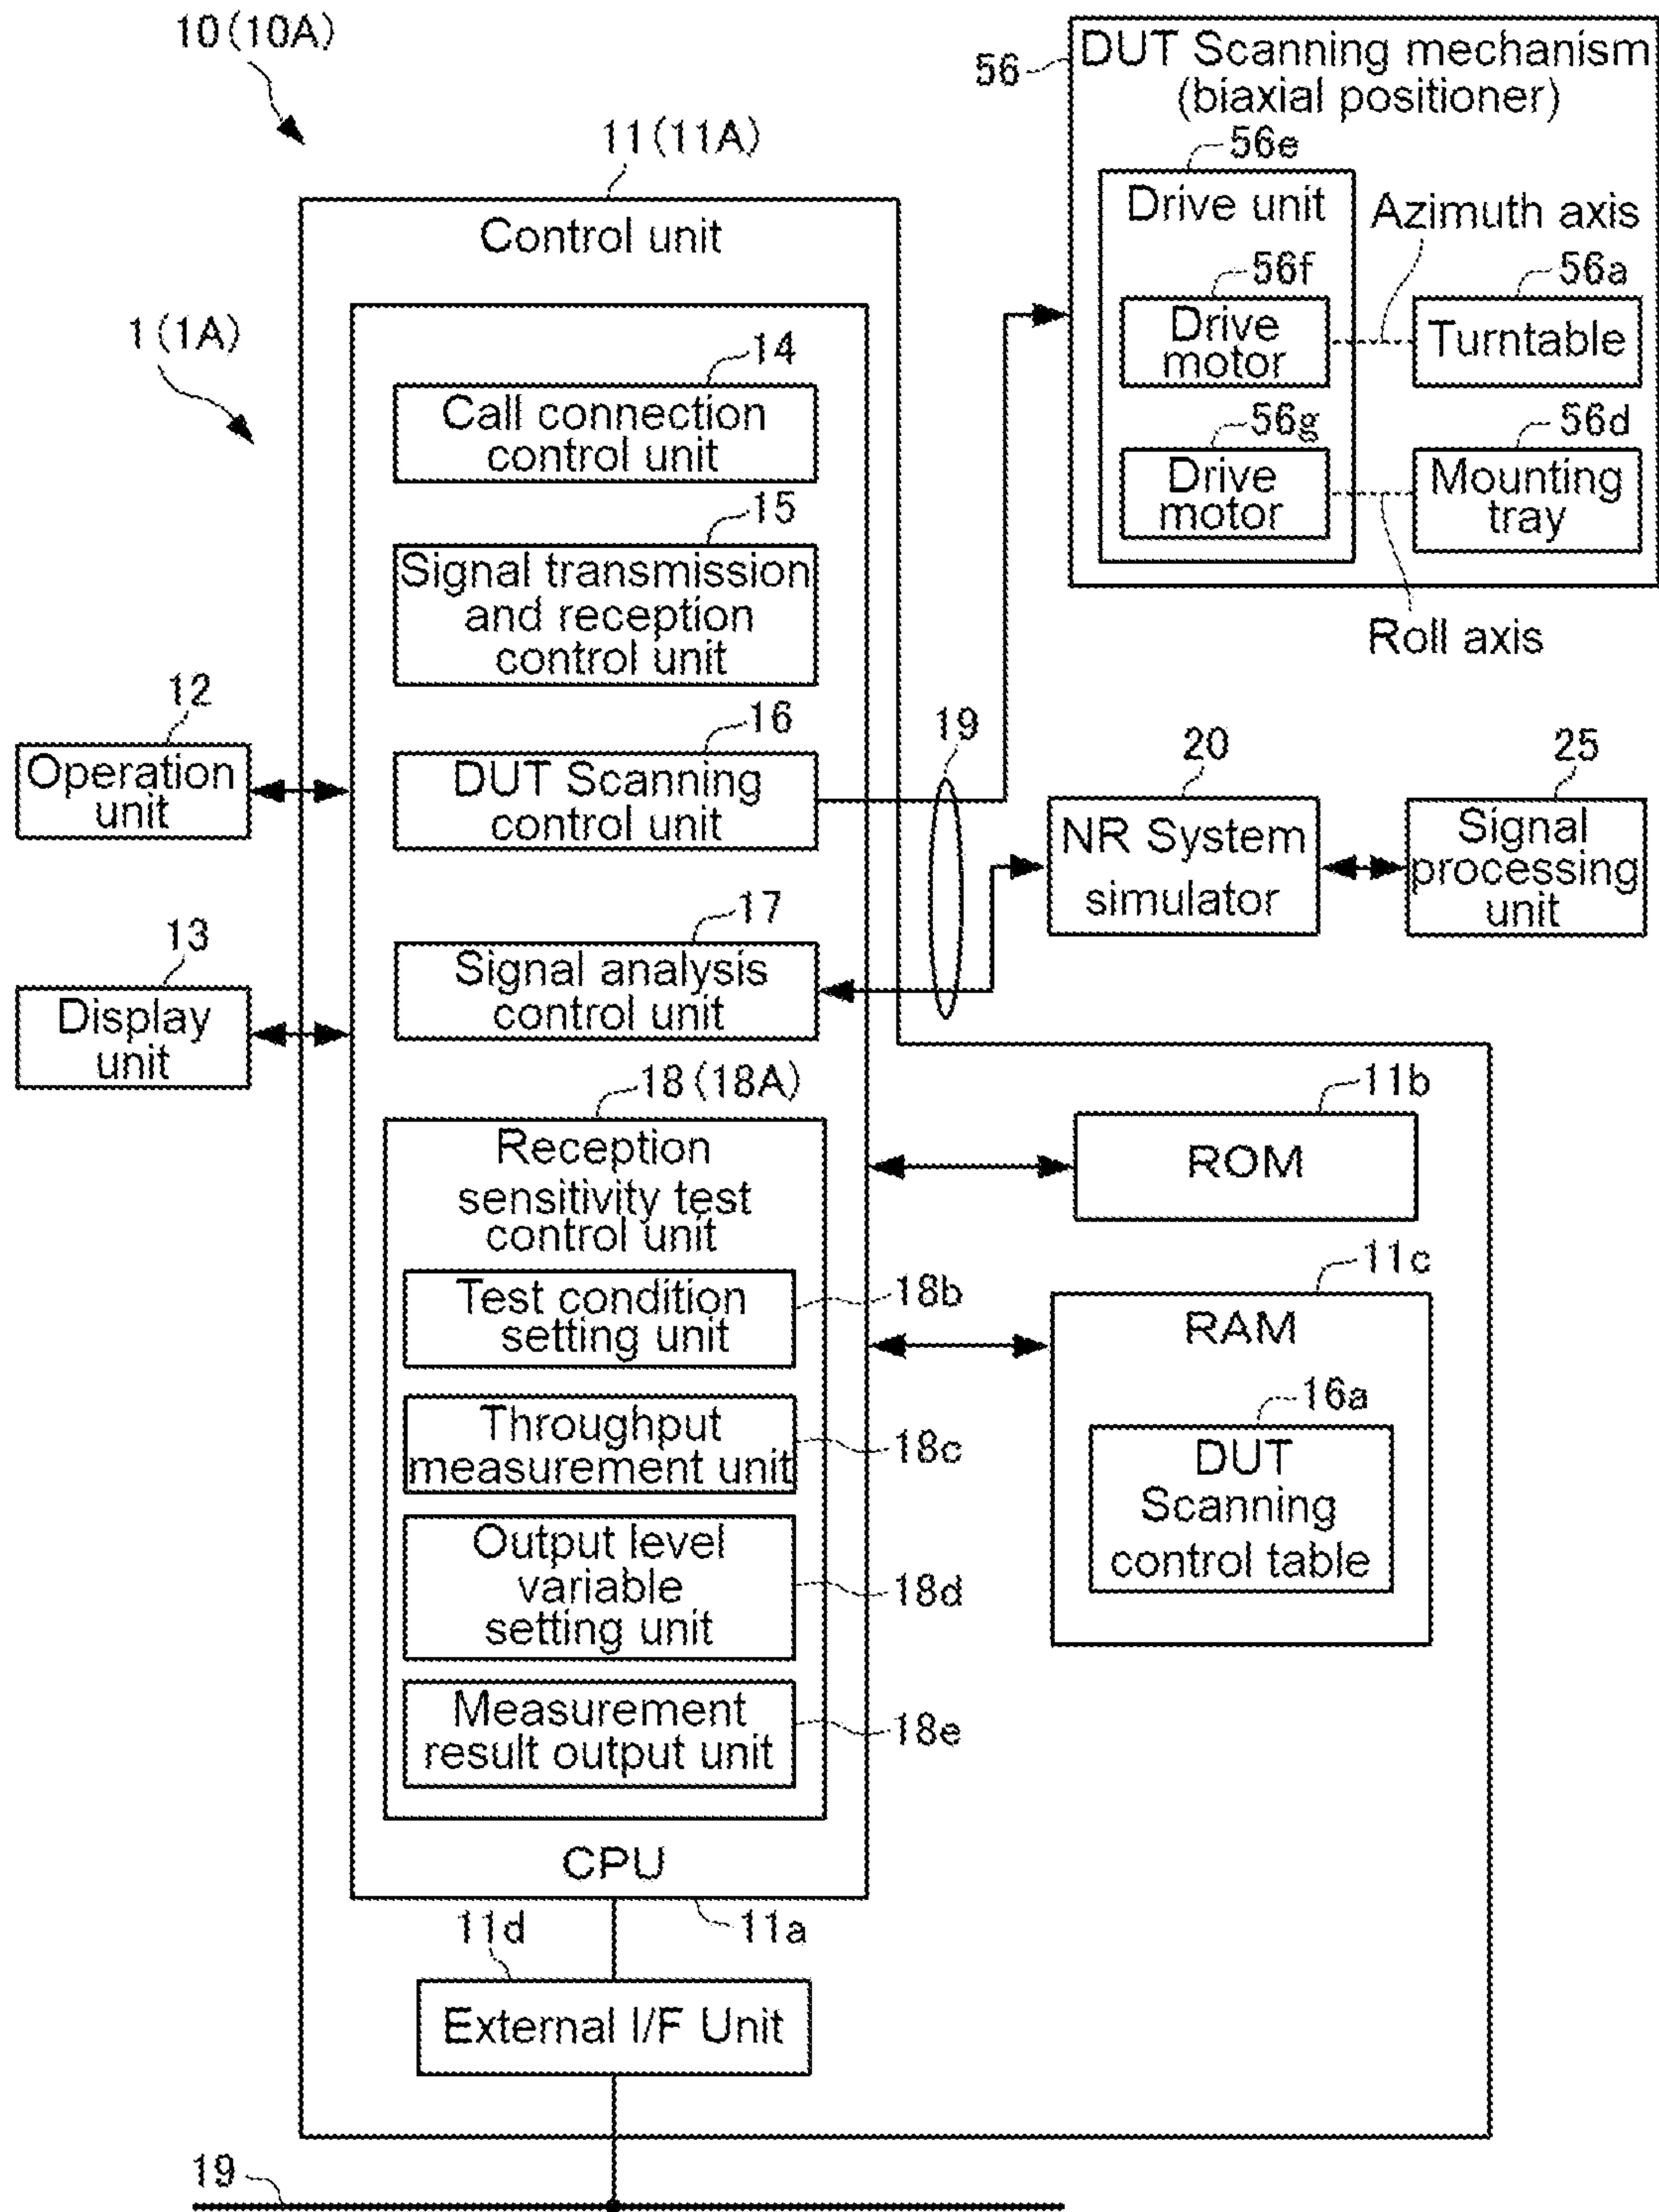 10(10A)
1(1A)
11(11A)
Control unit
14
Call connection
control unit
15
Signal transmission
and reception
control unit
16
DUT Scanning
control unit
17
Signal analysis
control unit
18(18A)
Reception
sensitivity test
control unit
Test condition
setting unit
18b
Throughput
measurement unit
18c
Output level
variable
setting unit
18d
Measurement
result output unit
18e
CPU
11a
11d
External I/F Unit
19
12
Operation
unit
13
Display
unit
56
DUT Scanning mechanism
(biaxial positioner)
56e
Drive unit
Azimuth axis
56f
Drive
motor
56a
Turntable
56g
Drive
motor
56d
Mounting
tray
Roll axis
19
20
NR System
simulator
25
Signal
processing
unit
11b
ROM
11c
RAM
16a
DUT
Scanning
control table